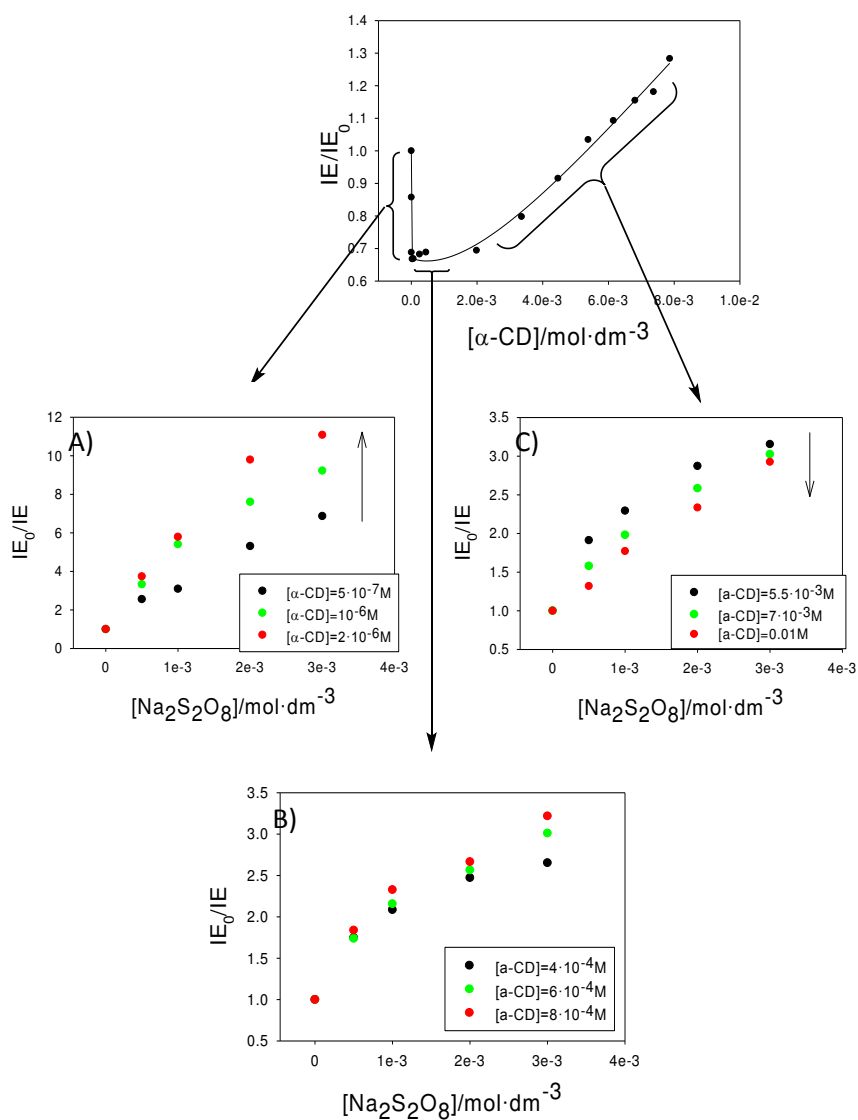 1.4
1.3
1.2
1.1
1.0
0.9
0.8
0.7
0.6
IE/IE₀
0.0 2.0e-3 4.0e-3 6.0e-3 8.0e-3 1.0e-2
[α-CD]/mol·dm⁻³
A)
12
10
8
6
4
2
0
IE₀/IE
[α-CD]=5·10⁻⁷M
[α-CD]=10⁻⁶M
[α-CD]=2·10⁻⁶M
0 1e-3 2e-3 3e-3 4e-3
[Na₂S₂O₈]/mol·dm⁻³
C)
3.5
3.0
2.5
2.0
1.5
1.0
0.5
IE₀/IE
[a-CD]=5.5·10⁻³M
[a-CD]=7·10⁻³M
[a-CD]=0.01M
0 1e-3 2e-3 3e-3 4e-3
[Na₂S₂O₈]/mol·dm⁻³
B)
3.5
3.0
2.5
2.0
1.5
1.0
0.5
IE₀/IE
[a-CD]=4·10⁻⁴M
[a-CD]=6·10⁻⁴M
[a-CD]=8·10⁻⁴M
0 1e-3 2e-3 3e-3 4e-3
[Na₂S₂O₈]/mol·dm⁻³